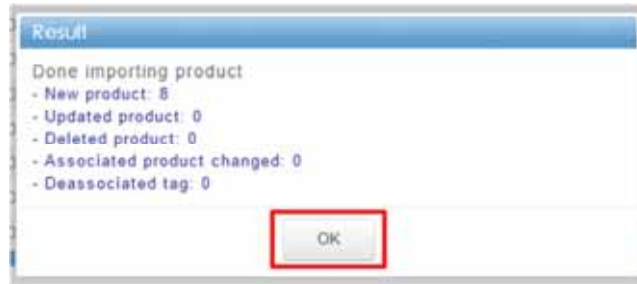 Result
Done importing product
- New product: 8
- Updated product: 0
- Deleted product: 0
- Associated product changed: 0
- Deassociated tag: 0
OK